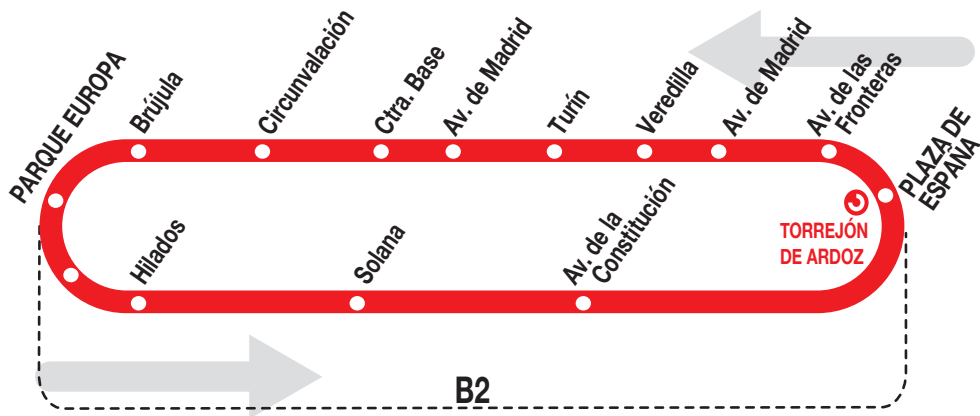 PARQUE EUROPA
Brújula
Circunvalación
Ctra. Base
Av. de Madrid
Turín
Veredilla
Av. de Madrid
Av. de las
Fronteras
PLAZA DE
ESPAÑA
TORREJÓN
DE ARDOZ
Hilados
Solana
Av. de la
Constitución
B2